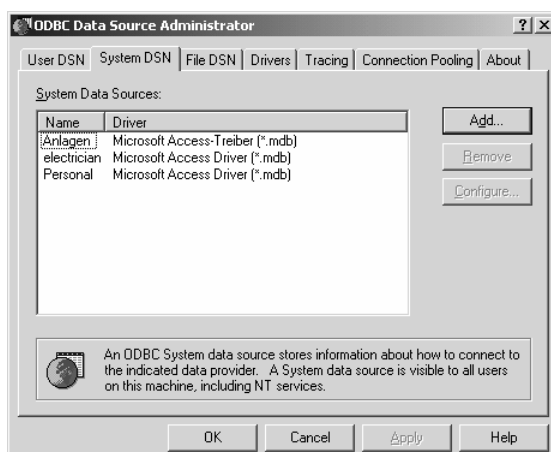 ODBC Data Source Administrator
User DSN System DSN File DSN Drivers Tracing Connection Pooling About
System Data Sources:
Name Driver
Anlagen Microsoft Access-Treiber (*.mdb)
electrician Microsoft Access Driver (*.mdb)
Personal Microsoft Access Driver (*.mdb)
Add...
Remove
Configure...
An ODBC System data source stores information about how to connect to
the indicated data provider. A System data source is visible to all users
on this machine, including NT services.
OK Cancel Apply Help